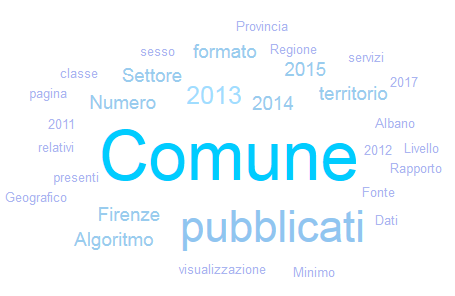 Provincia
sesso formato Regione servizi
classe Settore 2015 2017
pagina Numero 2013 2014 territorio
2011 Albano
relativi Comune 2012 Livello
presenti Rapporto
Geografico Fonte
Firenze pubblicati Dati
Algoritmo
visualizzazione Minimo